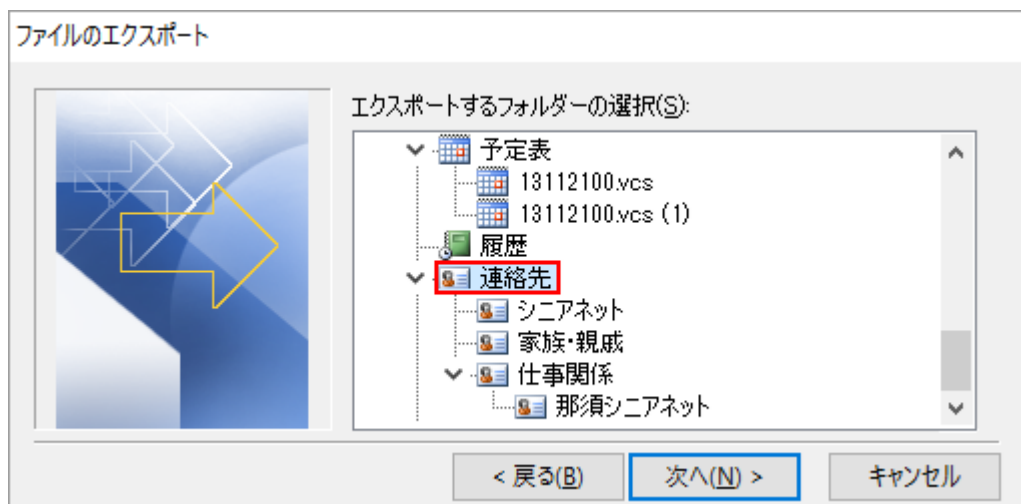 ファイルのエクスポート
エクスポートするフォルダーの選択(S):
予定表
13112100.vcs
13112100.vcs (1)
履歴
連絡先
シニアネット
家族・親戚
仕事関係
那須シニアネット
< 戻る(B)
次へ(N) >
キャンセル